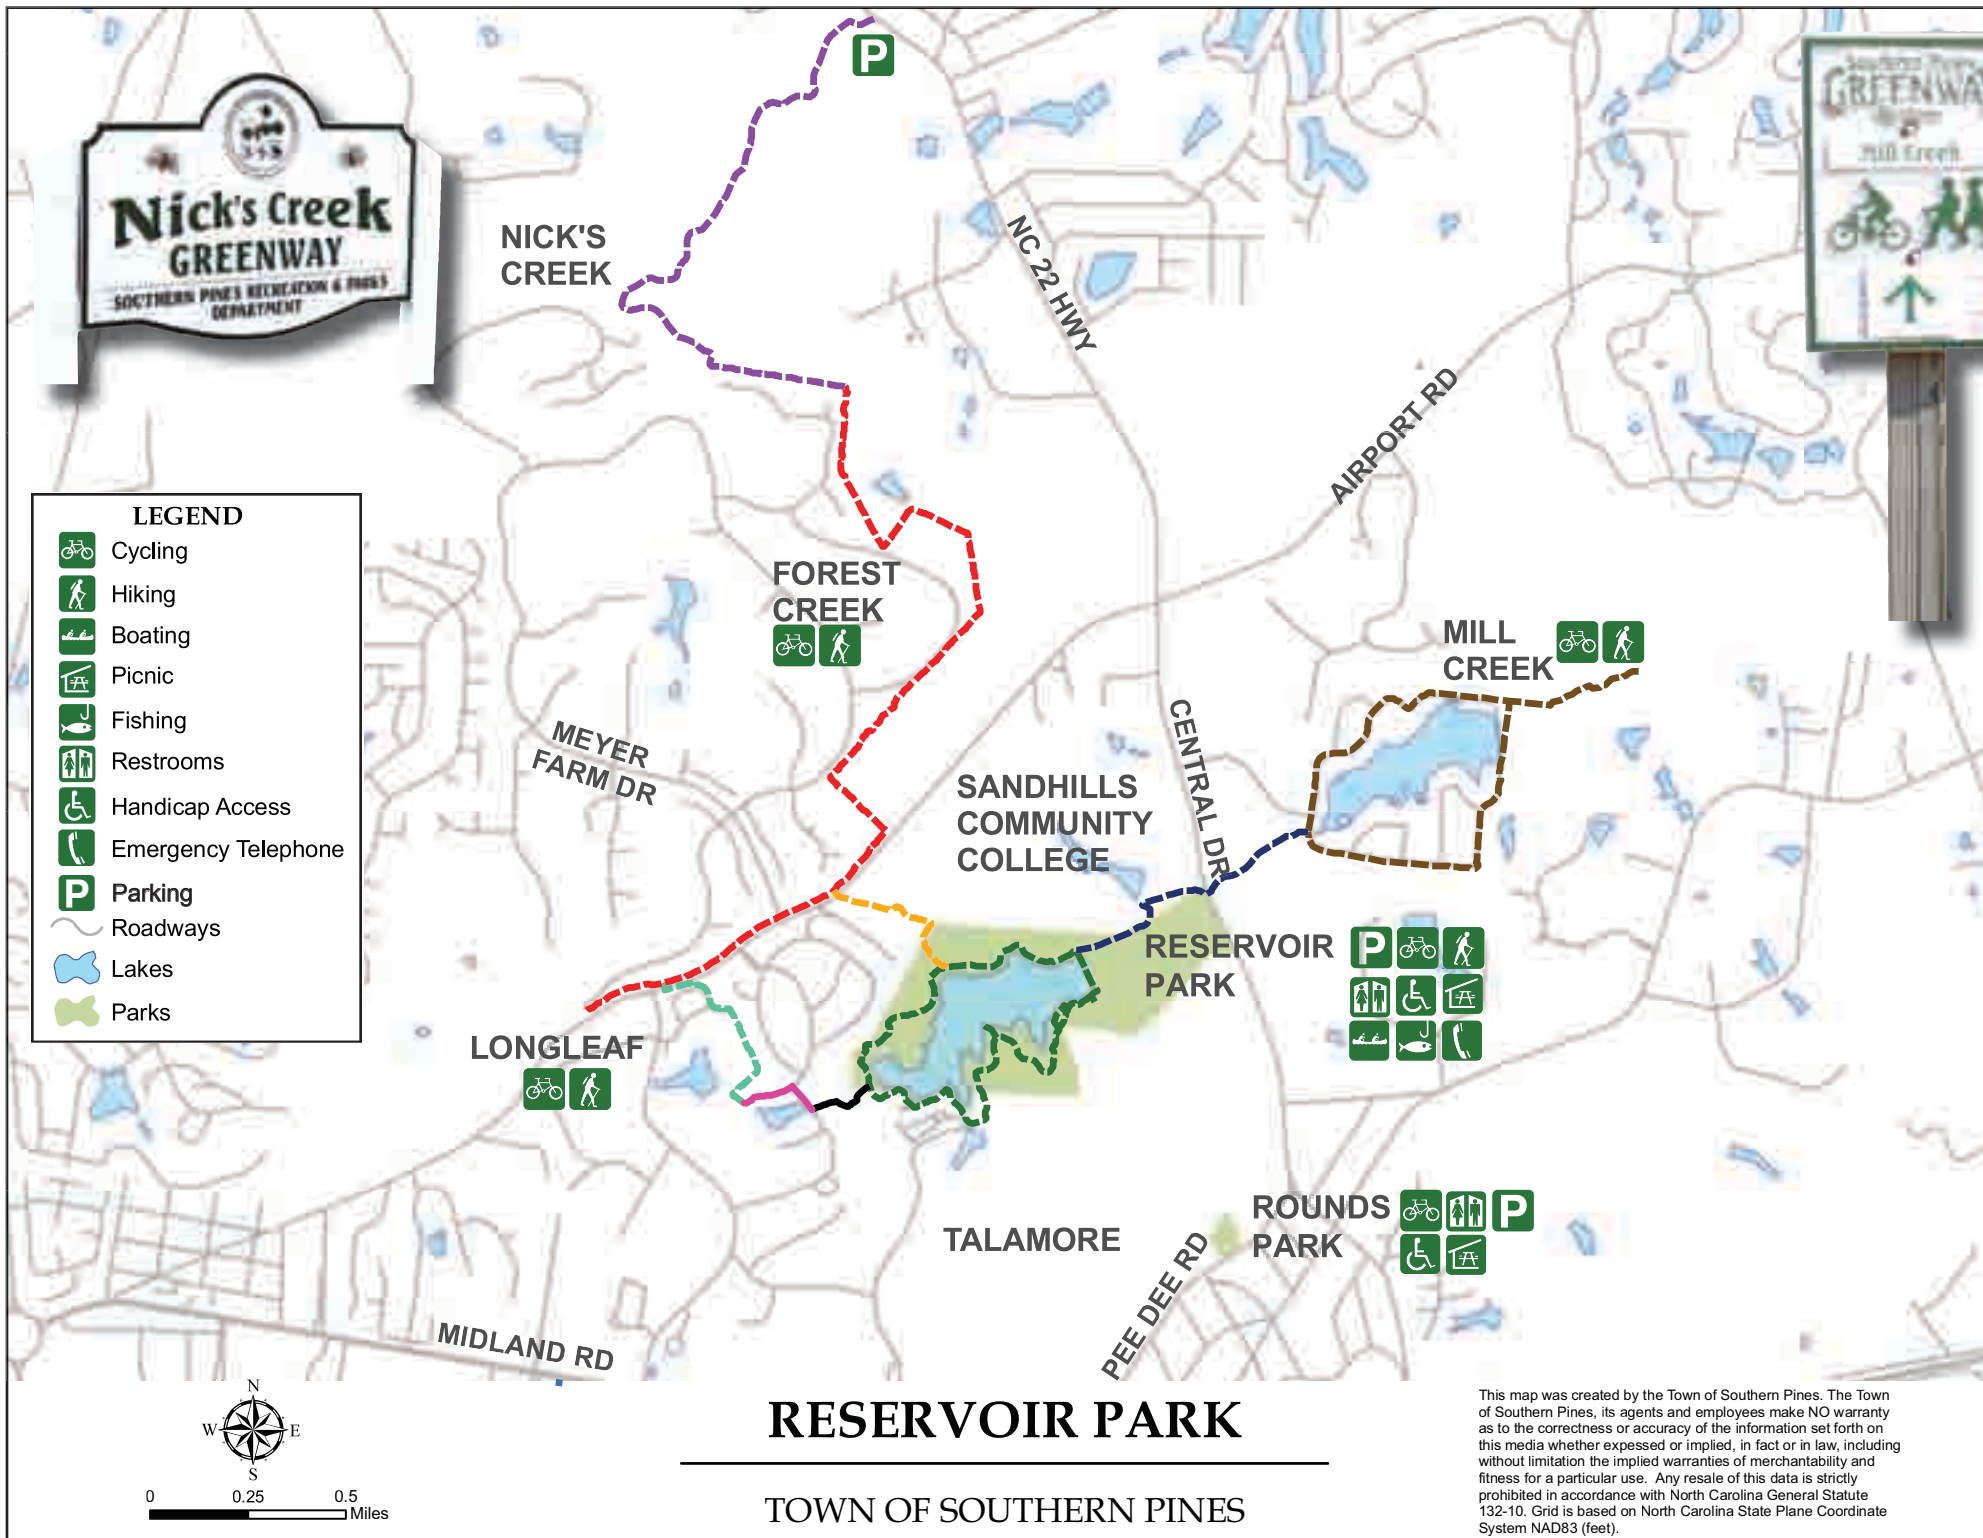 Nick's Creek
GREENWAY
SOUTHERN PINES RECREATION & PARKS
DEPARTMENT
GREENWAY
Mill Creek
P
NICK'S
CREEK
NC 22 HWY
AIRPORT RD
LEGEND
Cycling
Hiking
Boating
Picnic
Fishing
Restrooms
Handicap Access
Emergency Telephone
P Parking
Roadways
Lakes
Parks
FOREST
CREEK
MILL
CREEK
MEYER
FARM DR
CENTRAL DR
SANDHILLS
COMMUNITY
COLLEGE
RESERVOIR P
PARK
LONGLEAF
TALAMORE
ROUNDS P
PARK
PEE DEE RD
MIDLAND RD
N
W E
S
0 0.25 0.5
Miles
RESERVOIR PARK
TOWN OF SOUTHERN PINES
This map was created by the Town of Southern Pines. The Town
of Southern Pines, its agents and employees make NO warranty
as to the correctness or accuracy of the information set forth on
this media whether expessed or implied, in fact or in law, including
without limitation the implied warranties of merchantability and
fitness for a particular use. Any resale of this data is strictly
prohibited in accordance with North Carolina General Statute
132-10. Grid is based on North Carolina State Plane Coordinate
System NAD83 (feet).